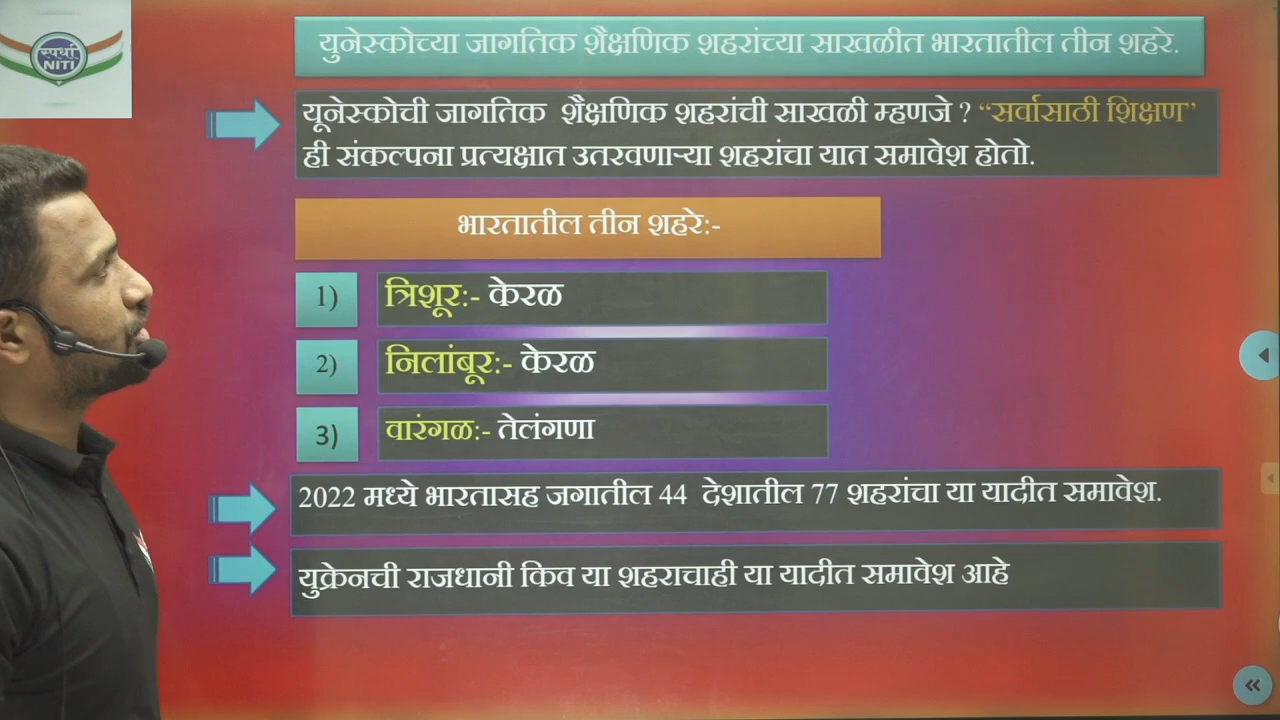 स्पर्धा
NITI
युनेस्कोच्या जागतिक शैक्षणिक शहरांच्या साखळीत भारतातील तीन शहरे.
यूनेस्कोची जागतिक शैक्षणिक शहरांची साखळी म्हणजे ? “सर्वासाठी शिक्षण”
ही संकल्पना प्रत्यक्षात उतरवणाऱ्या शहरांचा यात समावेश होतो.
भारतातील तीन शहरे:-
1) त्रिशूर:- केरळ
2) निलांबूर:- केरळ
3) वारंगळ:- तेलंगणा
2022 मध्ये भारतासह जगातील 44 देशातील 77 शहरांचा या यादीत समावेश.
युक्रेनची राजधानी किव या शहराचाही या यादीत समावेश आहे